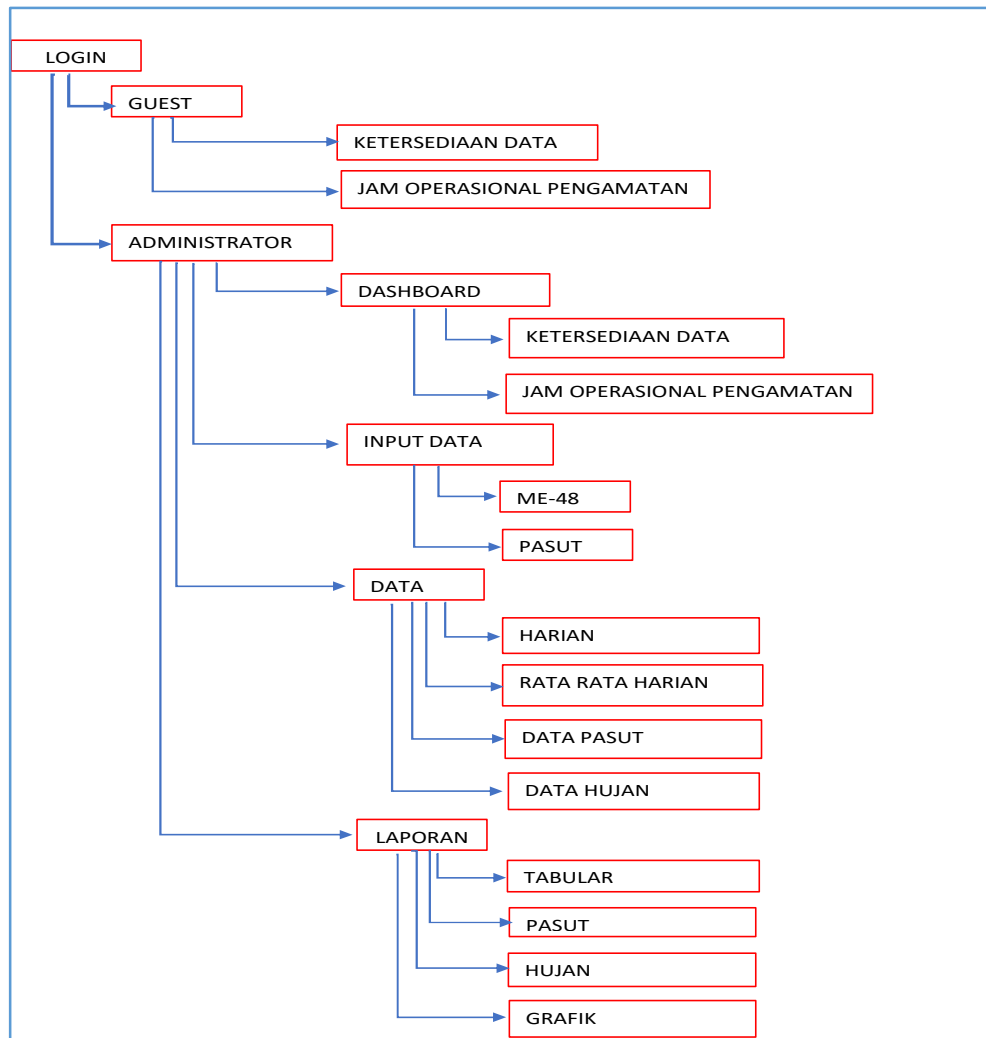 LOGIN
GUEST
KETERSEDIAAN DATA
JAM OPERASIONAL PENGAMATAN
ADMINISTRATOR
DASHBOARD
KETERSEDIAAN DATA
JAM OPERASIONAL PENGAMATAN
INPUT DATA
ME-48
PASUT
DATA
HARIAN
RATA RATA HARIAN
DATA PASUT
DATA HUJAN
LAPORAN
TABULAR
PASUT
HUJAN
GRAFIK